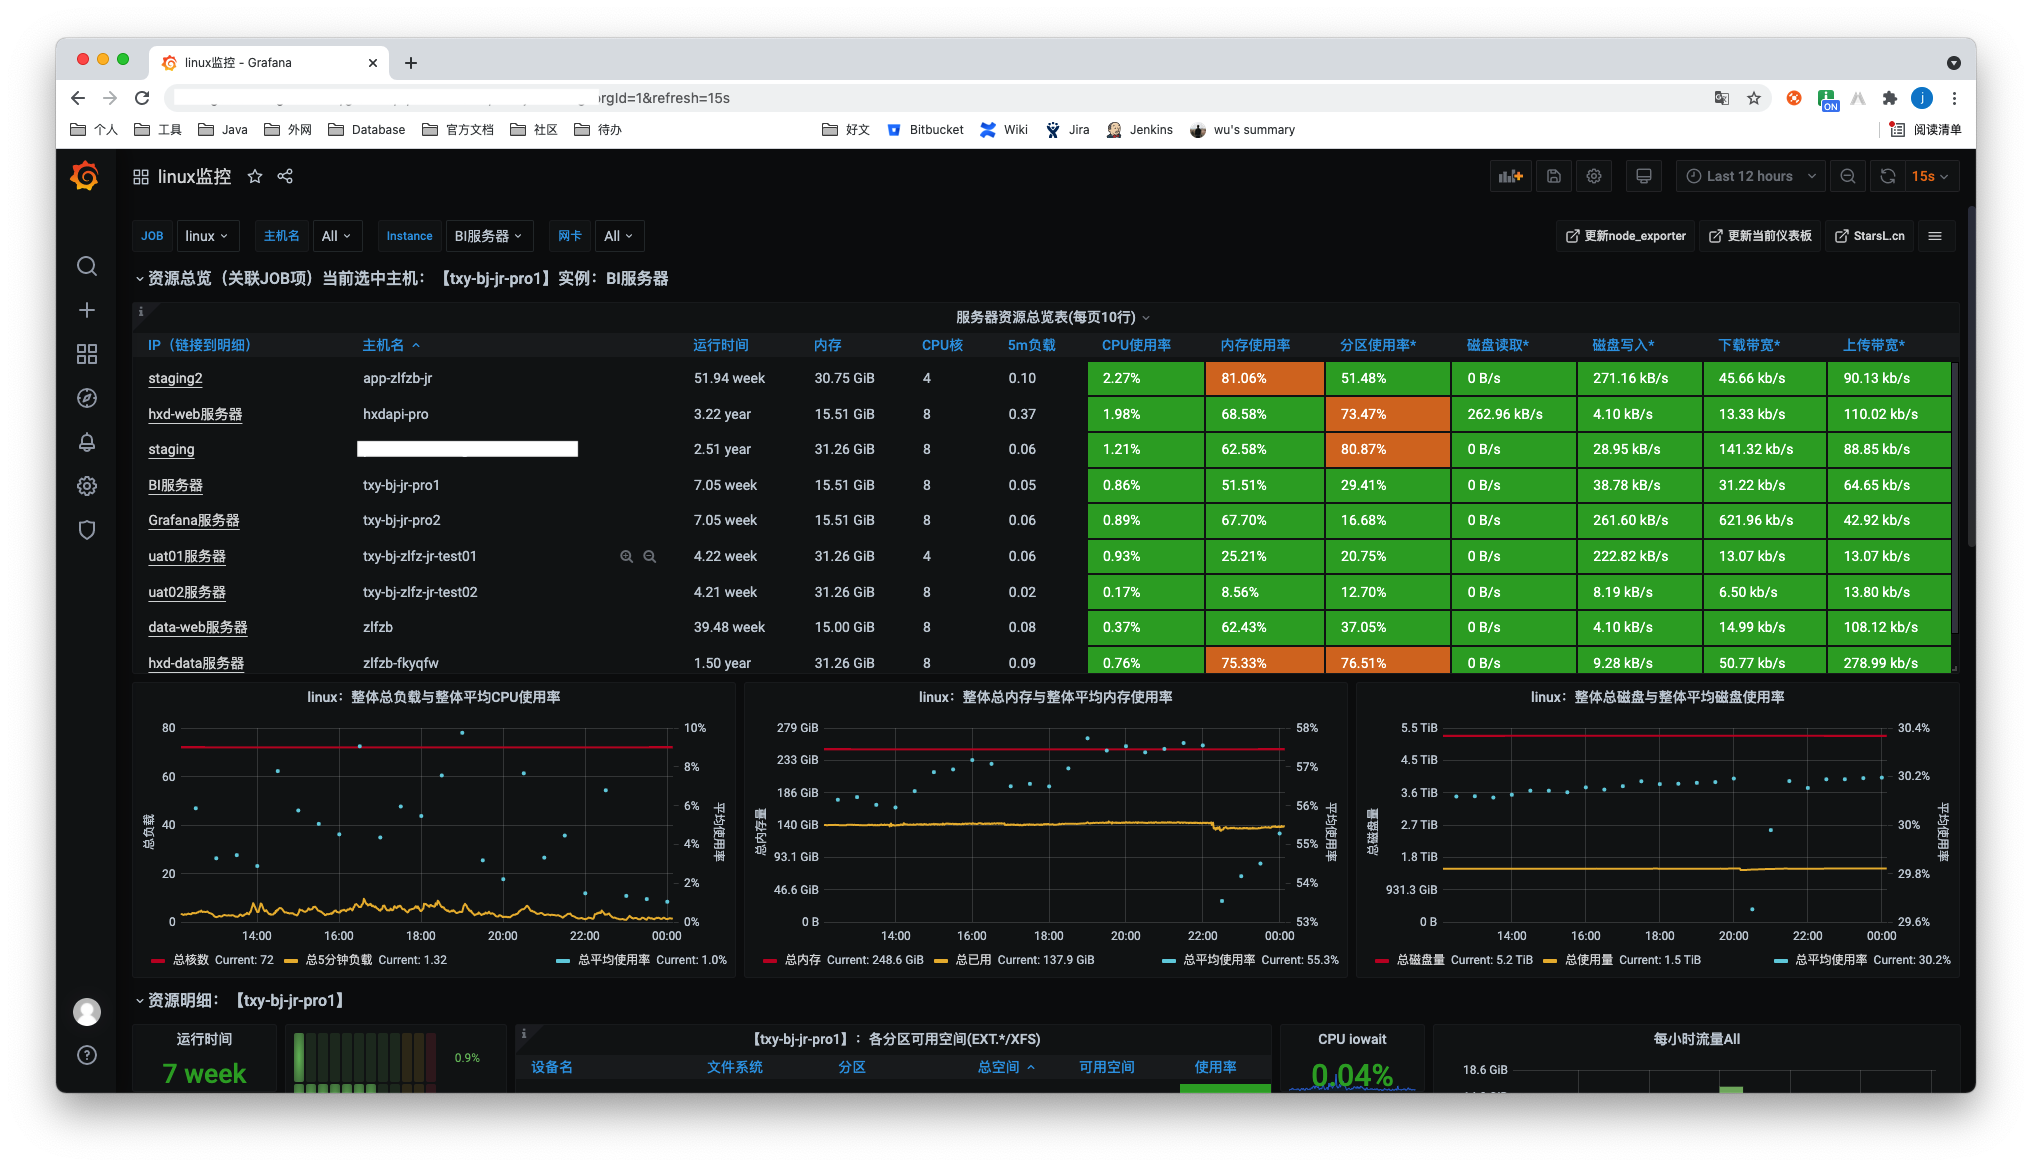 linux监控 - Grafana
orgId=1&refresh=15s
ON
j
个人 工具 Java 外网 Database 官方文档 社区 待办 好文 Bitbucket Wiki Jira Jenkins wu's summary 阅读清单
linux监控
Last 12 hours 15s
JOB linux 主机名 All Instance BI服务器 网卡 All 更新node_exporter 更新当前仪表板 StarsL.cn
资源总览（关联JOB项）当前选中主机：【txy-bj-jr-pro1】实例：BI服务器
服务器资源总览表(每页10行)
IP（链接到明细） 主机名 运行时间 内存 CPU核 5m负载 CPU使用率 内存使用率 分区使用率* 磁盘读取* 磁盘写入* 下载带宽* 上传带宽*
staging2 app-zlfzb-jr 51.94 week 30.75 GiB 4 0.10 2.27% 81.06% 51.48% 0 B/s 271.16 kB/s 45.66 kb/s 90.13 kb/s
hxd-web服务器 hxdapi-pro 3.22 year 15.51 GiB 8 0.37 1.98% 68.58% 73.47% 262.96 kB/s 4.10 kB/s 13.33 kb/s 110.02 kb/s
staging 2.51 year 31.26 GiB 8 0.06 1.21% 62.58% 80.87% 0 B/s 28.95 kB/s 141.32 kb/s 88.85 kb/s
BI服务器 txy-bj-jr-pro1 7.05 week 15.51 GiB 8 0.05 0.86% 51.51% 29.41% 0 B/s 38.78 kB/s 31.22 kb/s 64.65 kb/s
Grafana服务器 txy-bj-jr-pro2 7.05 week 15.51 GiB 8 0.06 0.89% 67.70% 16.68% 0 B/s 261.60 kB/s 621.96 kb/s 42.92 kb/s
uat01服务器 txy-bj-zlfz-jr-test01 4.22 week 31.26 GiB 4 0.06 0.93% 25.21% 20.75% 0 B/s 222.82 kB/s 13.07 kb/s 13.07 kb/s
uat02服务器 txy-bj-zlfz-jr-test02 4.21 week 31.26 GiB 8 0.02 0.17% 8.56% 12.70% 0 B/s 8.19 kB/s 6.50 kb/s 13.80 kb/s
data-web服务器 zlfzb 39.48 week 15.00 GiB 8 0.08 0.37% 62.43% 37.05% 0 B/s 4.10 kB/s 14.99 kb/s 108.12 kb/s
hxd-data服务器 zlfzb-fkyqfw 1.50 year 31.26 GiB 8 0.09 0.76% 75.33% 76.51% 0 B/s 9.28 kB/s 50.77 kb/s 278.99 kb/s
linux：整体总负载与整体平均CPU使用率
80 10%
8%
60
6%
40
4%
20
2%
0 0%
总负载
平均使用率
14:00 16:00 18:00 20:00 22:00 00:00
总核数 Current: 72 总5分钟负载 Current: 1.32 总平均使用率 Current: 1.0%
linux：整体总内存与整体平均内存使用率
279 GiB 58%
233 GiB 57%
186 GiB 56%
140 GiB 55%
93.1 GiB
46.6 GiB 54%
0 B 53%
总内存量
平均使用率
14:00 16:00 18:00 20:00 22:00 00:00
总内存 Current: 248.6 GiB 总已用 Current: 137.9 GiB 总平均使用率 Current: 55.3%
linux：整体总磁盘与整体平均磁盘使用率
5.5 TiB 30.4%
4.5 TiB 30.2%
3.6 TiB
2.7 TiB 30%
1.8 TiB
931.3 GiB 29.8%
0 B 29.6%
总磁盘量
平均使用率
14:00 16:00 18:00 20:00 22:00 00:00
总磁盘量 Current: 5.2 TiB 总使用量 Current: 1.5 TiB 总平均使用率 Current: 30.2%
资源明细：【txy-bj-jr-pro1】
运行时间
7 week
0.9%
【txy-bj-jr-pro1】：各分区可用空间(EXT.*/XFS)
设备名 文件系统 分区 总空间 可用空间 使用率
CPU iowait
0.04%
每小时流量All
18.6 GiB